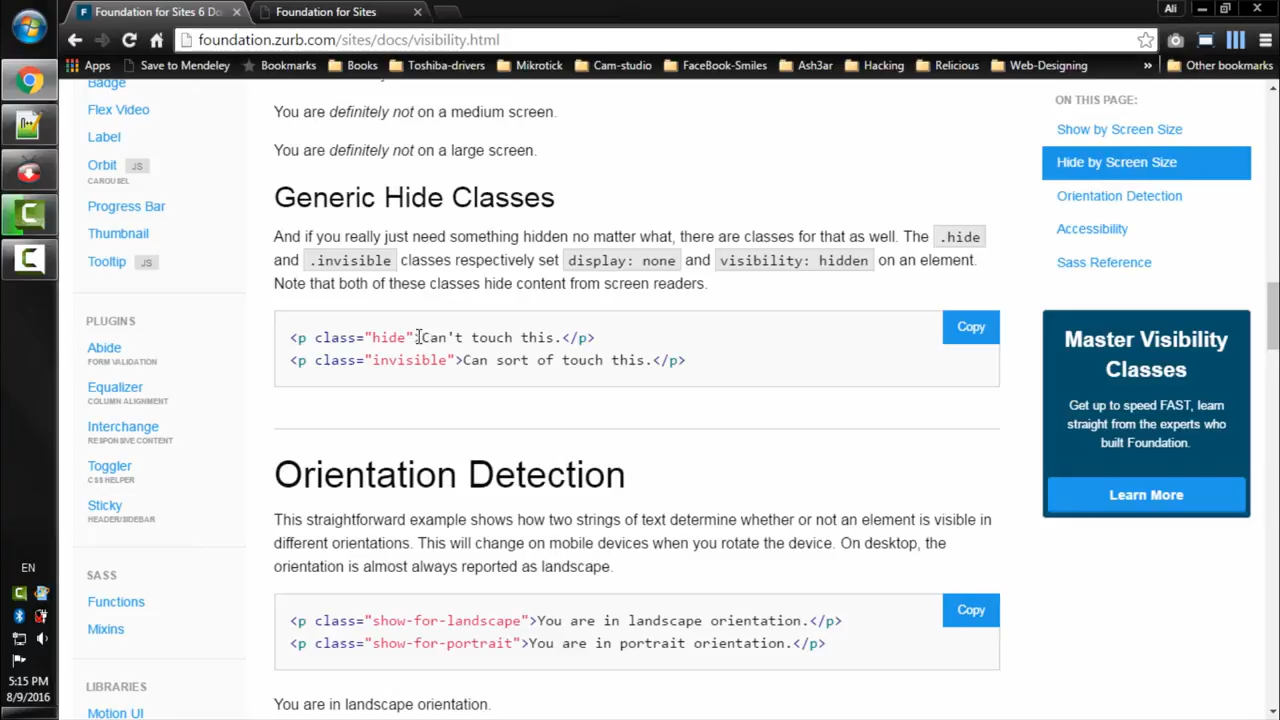 Foundation for Sites 6 Do
Foundation for Sites
Ali
foundation.zurb.com/sites/docs/visibility.html
Apps
Save to Mendeley
Bookmarks
Books
Toshiba-drivers
Mikrotick
Cam-studio
FaceBook-Smiles
Ash3ar
Hacking
Relicious
Web-Designing
»
Other bookmarks
Badge
Flex Video
Label
Orbit JS
CAROUSEL
Progress Bar
Thumbnail
Tooltip JS
PLUGINS
Abide
FORM VALIDATION
Equalizer
COLUMN ALIGNMENT
Interchange
RESPONSIVE CONTENT
Toggler
CSS HELPER
Sticky
HEADER/SIDEBAR
SASS
Functions
Mixins
LIBRARIES
Motion UI
You are definitely not on a medium screen.
You are definitely not on a large screen.
Generic Hide Classes
And if you really just need something hidden no matter what, there are classes for that as well. The .hide
and .invisible classes respectively set display: none and visibility: hidden on an element.
Note that both of these classes hide content from screen readers.
Copy
<p class="hide">Can't touch this.</p>
<p class="invisible">Can sort of touch this.</p>
Orientation Detection
This straightforward example shows how two strings of text determine whether or not an element is visible in
different orientations. This will change on mobile devices when you rotate the device. On desktop, the
orientation is almost always reported as landscape.
Copy
<p class="show-for-landscape">You are in landscape orientation.</p>
<p class="show-for-portrait">You are in portrait orientation.</p>
You are in landscape orientation.
ON THIS PAGE:
Show by Screen Size
Hide by Screen Size
Orientation Detection
Accessibility
Sass Reference
Master Visibility
Classes
Get up to speed FAST, learn
straight from the experts who
built Foundation.
Learn More
EN
5:15 PM
8/9/2016